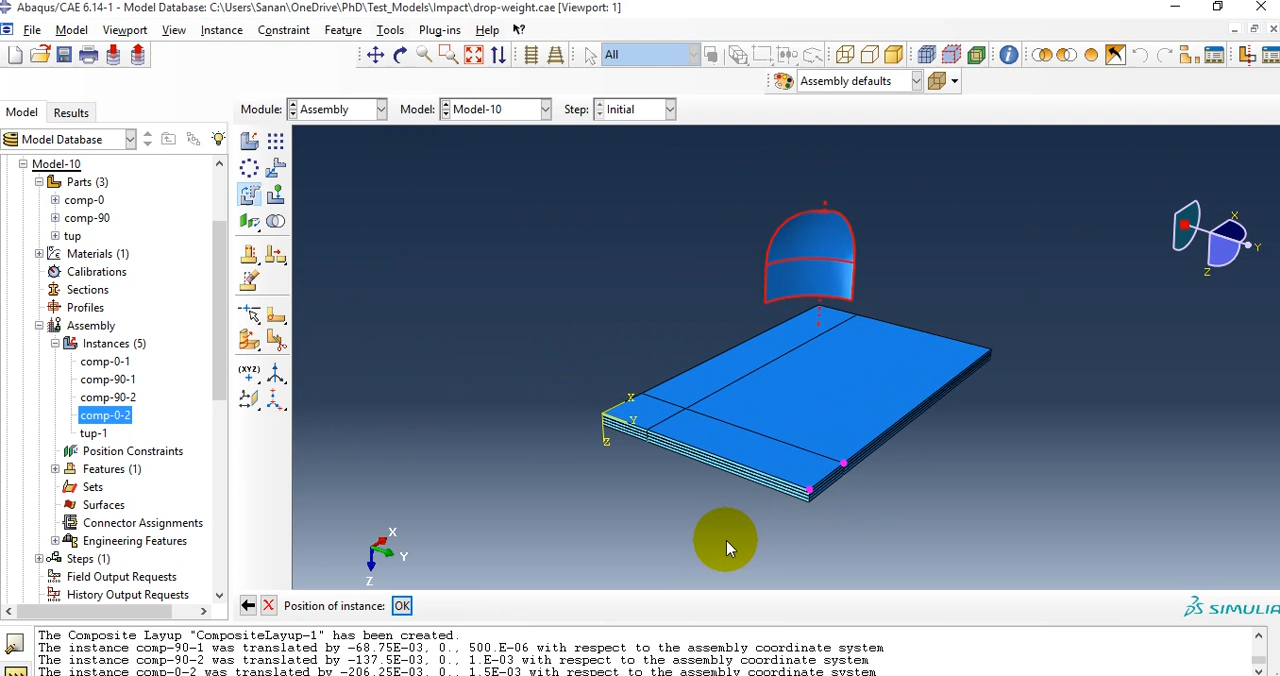 Abaqus/CAE 6.14-1 - Model Database: C:\Users\Sanan\OneDrive\PhD\Test_Models\Impact\drop-weight.cae [Viewport: 1]
File Model Viewport View Instance Constraint Feature Tools Plug-ins Help
All
Assembly defaults
Model Results
Module: Assembly Model: Model-10 Step: Initial
Model Database
Model-10
Parts (3)
comp-0
comp-90
tup
Materials (1)
Calibrations
Sections
Profiles
Assembly
Instances (5)
comp-0-1
comp-90-1
comp-90-2
comp-0-2
tup-1
Position Constraints
Features (1)
Sets
Surfaces
Connector Assignments
Engineering Features
Steps (1)
Field Output Requests
History Output Requests
(XYZ)
X
Y
Z
X
Y
Z
X
Y
Z
Position of instance: OK
SIMULIA
The Composite Layup "CompositeLayup-1" has been created.
The instance comp-90-1 was translated by -68.75E-03, 0., 500.E-06 with respect to the assembly coordinate system
The instance comp-90-2 was translated by -137.5E-03, 0., 1.E-03 with respect to the assembly coordinate system
The instance comp-0-2 was translated by -206.25E-03, 0., 1.5E-03 with respect to the assembly coordinate system